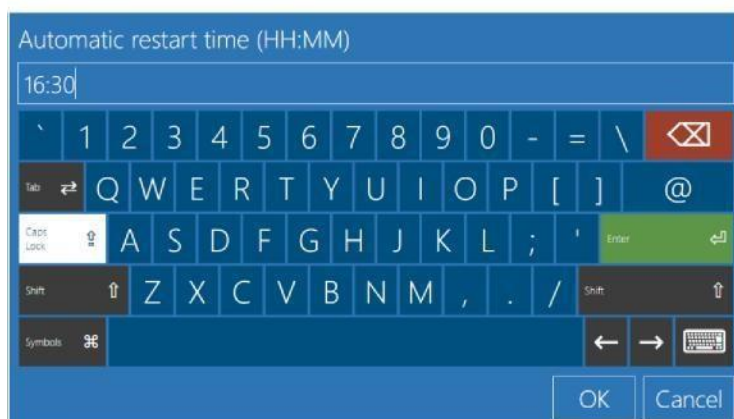 Automatic restart time (HH:MM)
16:30
` 1 2 3 4 5 6 7 8 9 0 - = \
Tab Q W E R T Y U I O P [ ] @
Caps Lock A S D F G H J K L ; ' Enter
Shift Z X C V B N M , . / Shift
Symbols
OK Cancel